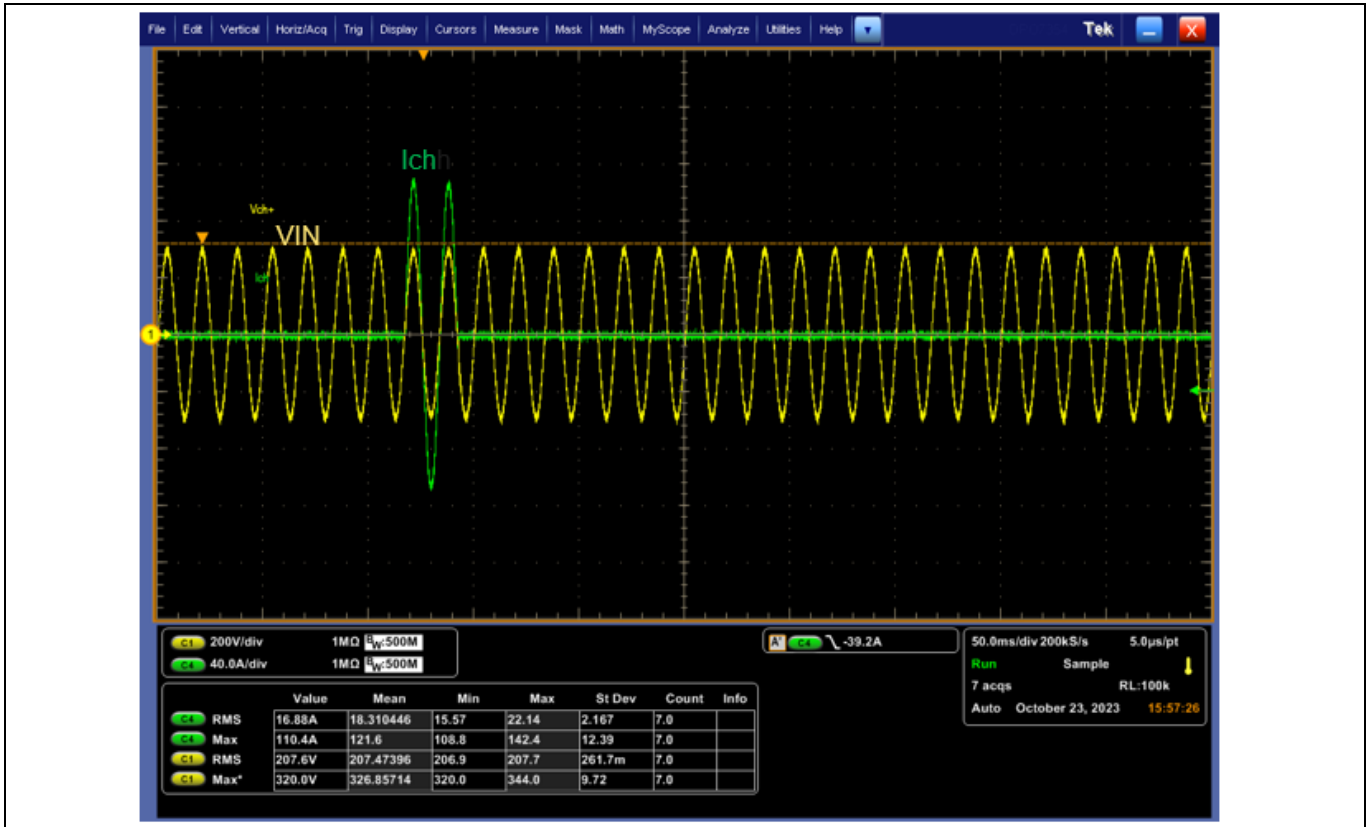 File Edit Vertical Horiz/Acq Trig Display Cursors Measure Mask Math MyScope Analyze Utilities Help Tek X
Ichh
Vch+
VIN
Ich
1
C1 200V/div 1MΩ BW:500M
C4 40.0A/div 1MΩ BW:500M
A' C4 -39.2A
50.0ms/div 200kS/s 5.0µs/pt
Run Sample
7 acqs RL:100k
Auto October 23, 2023 15:57:26
Value Mean Min Max St Dev Count Info
C4 RMS 16.88A 18.310446 15.57 22.14 2.167 7.0
C4 Max 110.4A 121.6 108.8 142.4 12.39 7.0
C1 RMS 207.6V 207.47396 206.9 207.7 261.7m 7.0
C1 Max* 320.0V 326.85714 320.0 344.0 9.72 7.0